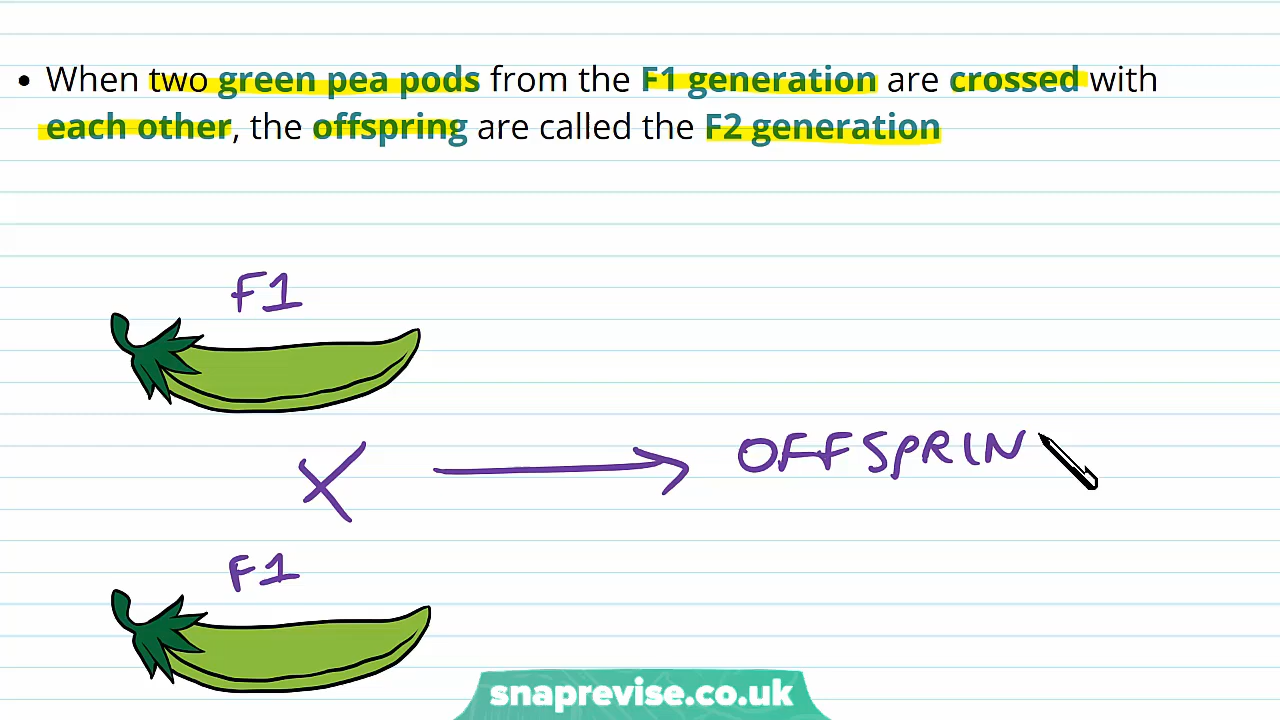 • When two green pea pods from the F1 generation are crossed with
each other, the offspring are called the F2 generation
F1
OFFSPRIN
F1
snaprevise.co.uk